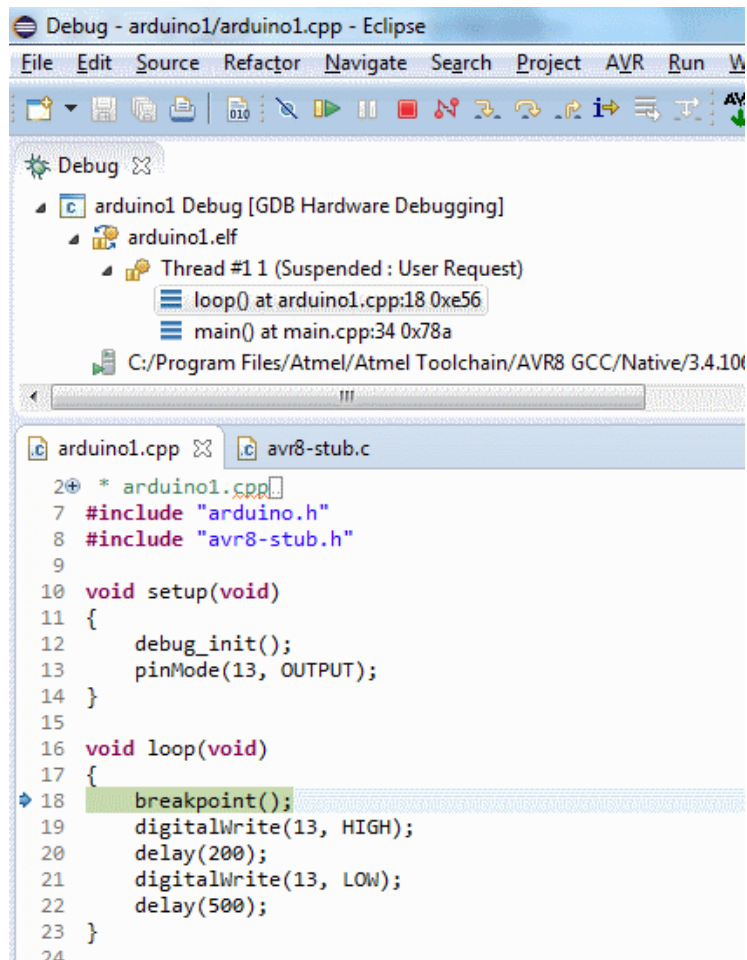 Debug - arduino1/arduino1.cpp - Eclipse
File Edit Source Refactor Navigate Search Project AVR Run W
010 i AV
Debug
c arduino1 Debug [GDB Hardware Debugging]
arduino1.elf
Thread #1 1 (Suspended : User Request)
loop() at arduino1.cpp:18 0xe56
main() at main.cpp:34 0x78a
C:/Program Files/Atmel/Atmel Toolchain/AVR8 GCC/Native/3.4.106
.c arduino1.cpp .c avr8-stub.c
2 * arduino1.cpp
7 #include "arduino.h"
8 #include "avr8-stub.h"
9
10 void setup(void)
11 {
12 debug_init();
13 pinMode(13, OUTPUT);
14 }
15
16 void loop(void)
17 {
18 breakpoint();
19 digitalWrite(13, HIGH);
20 delay(200);
21 digitalWrite(13, LOW);
22 delay(500);
23 }
24